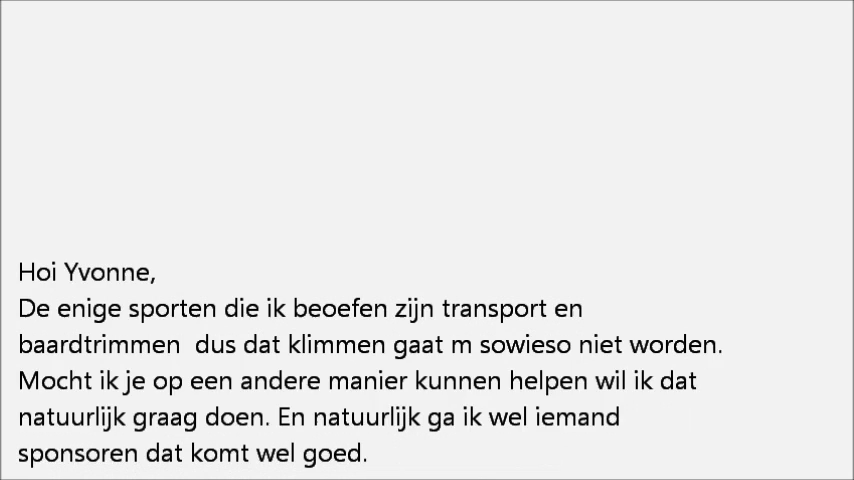 Hoi Yvonne,
De enige sporten die ik beoefen zijn transport en
baardtrimmen  dus dat klimmen gaat m sowieso niet worden.
Mocht ik je op een andere manier kunnen helpen wil ik dat
natuurlijk graag doen. En natuurlijk ga ik wel iemand
sponsoren dat komt wel goed.